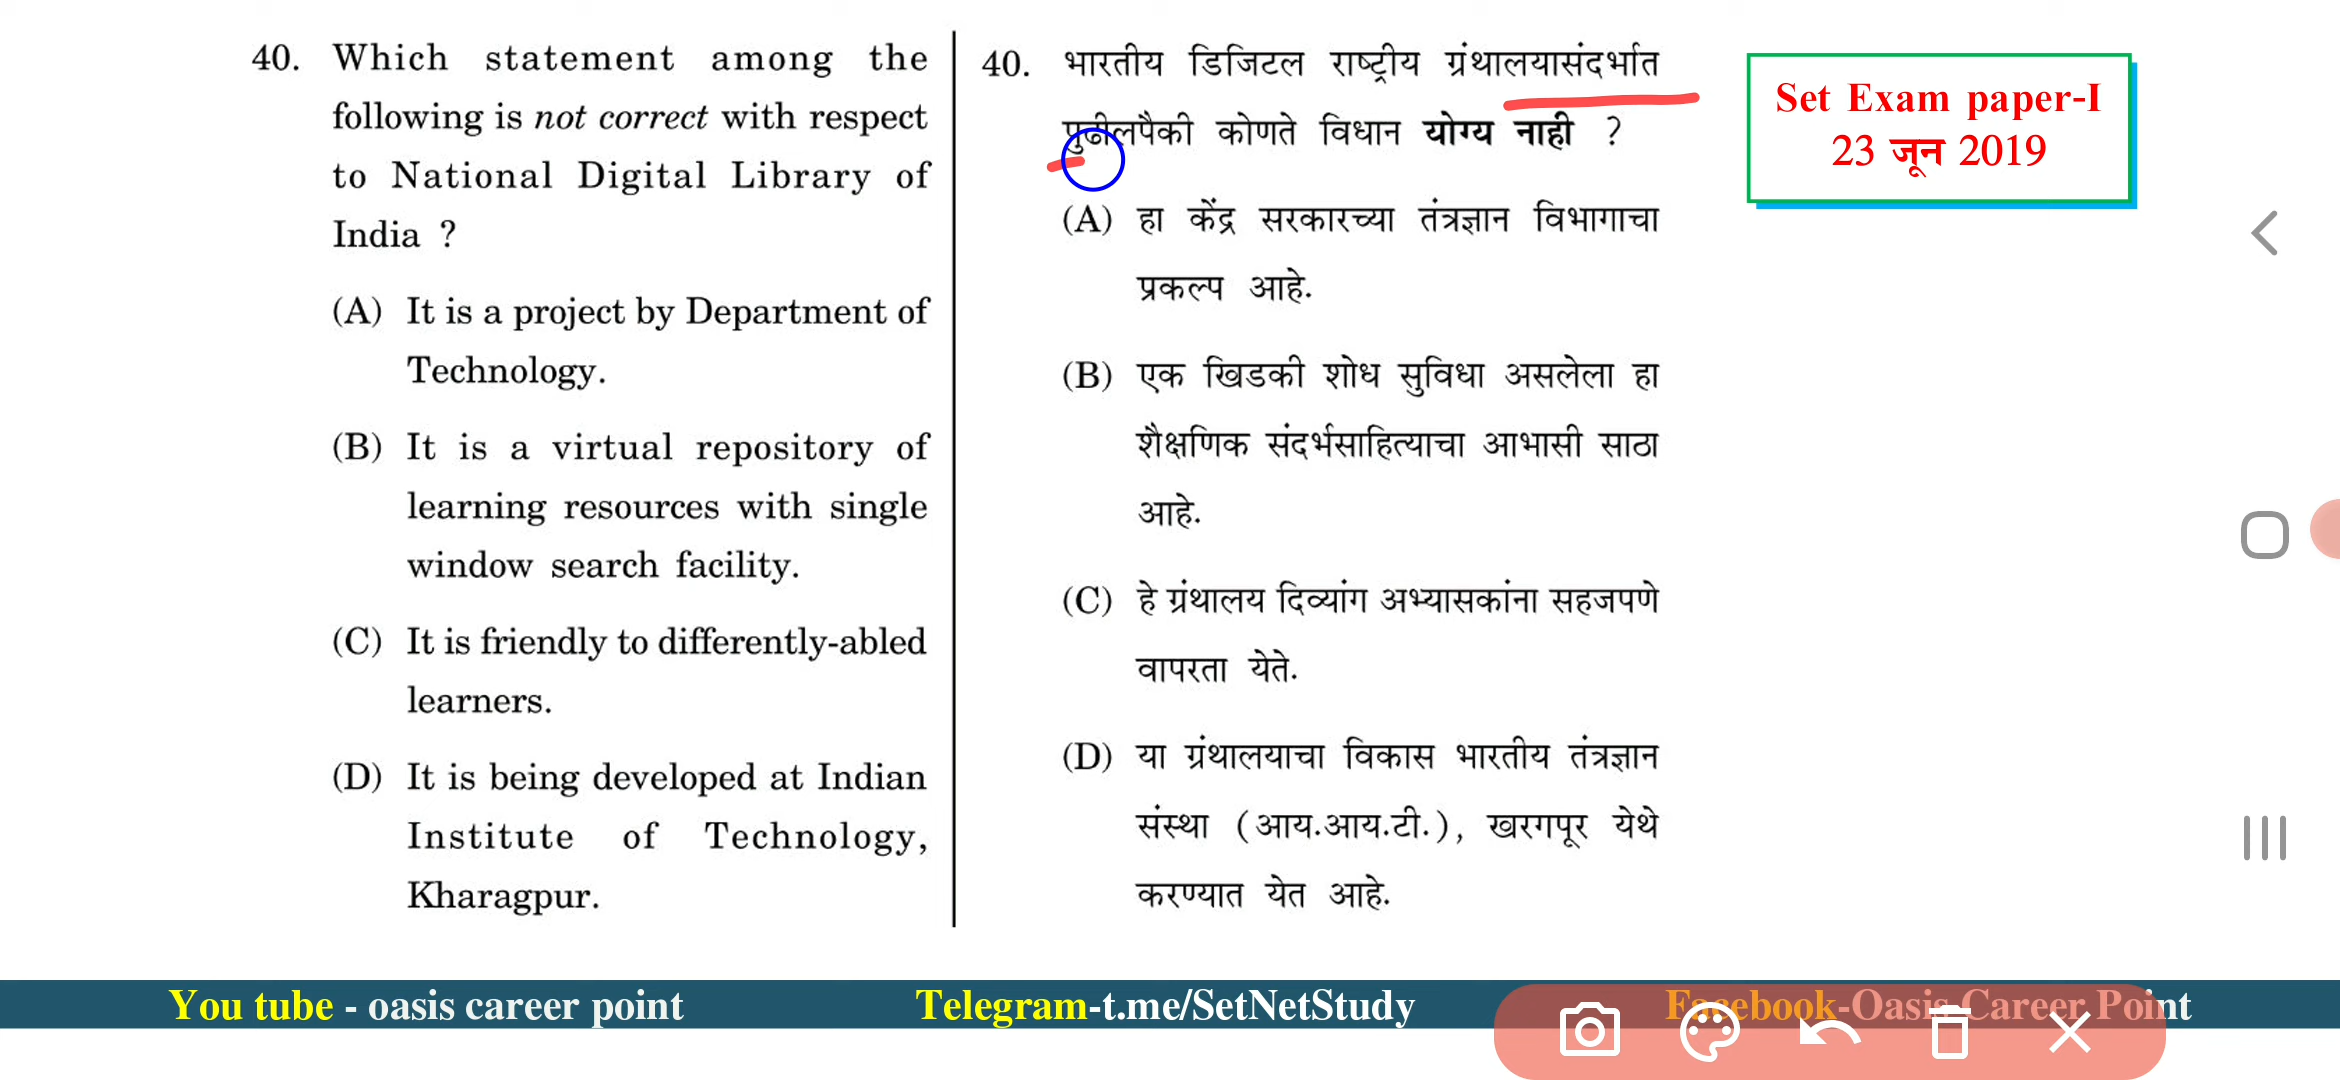 40. Which statement among the
following is not correct with respect
to National Digital Library of
India ?
(A) It is a project by Department of
Technology.
(B) It is a virtual repository of
learning resources with single
window search facility.
(C) It is friendly to differently-abled
learners.
(D) It is being developed at Indian
Institute of Technology,
Kharagpur.
40. भारतीय डिजिटल राष्ट्रीय ग्रंथालयासंदर्भात
पुढीलपैकी कोणते विधान योग्य नाही ?
(A) हा केंद्र सरकारच्या तंत्रज्ञान विभागाचा
प्रकल्प आहे.
(B) एक खिडकी शोध सुविधा असलेला हा
शैक्षणिक संदर्भसाहित्याचा आभासी साठा
आहे.
(C) हे ग्रंथालय दिव्यांग अभ्यासकांना सहजपणे
वापरता येते.
(D) या ग्रंथालयाचा विकास भारतीय तंत्रज्ञान
संस्था (आय.आय.टी.), खरगपूर येथे
करण्यात येत आहे.
Set Exam paper-I
23 जून 2019
You tube - oasis career point
Telegram-t.me/SetNetStudy
Facebook-Oasis Career Point